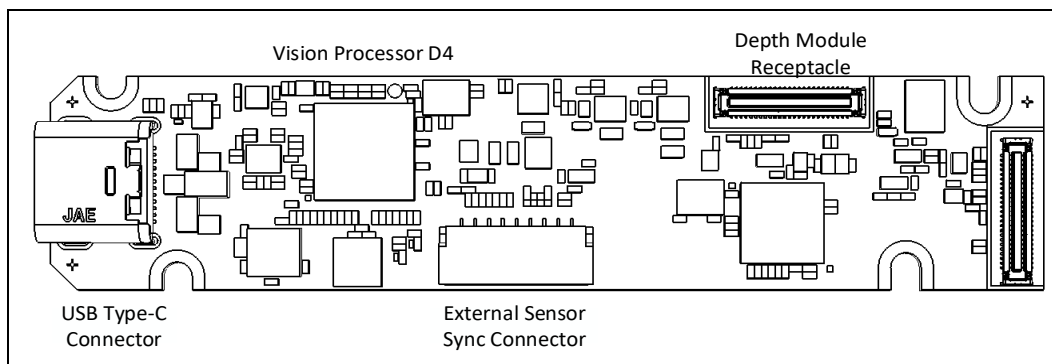 Vision Processor D4
Depth Module
Receptacle
JAE
USB Type-C
Connector
External Sensor
Sync Connector